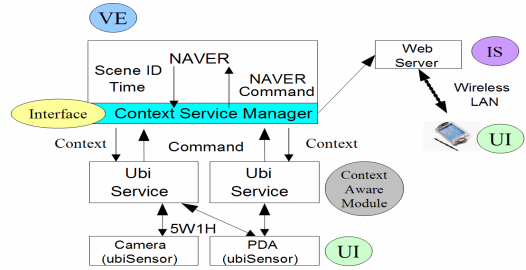 VE
NAVER
Scene ID
Time
NAVER
Command
Web
Server
IS
Wireless
LAN
Interface
Context Service Manager
UI
Context
Command
Context
Ubi
Service
Ubi
Service
Context
Aware
Module
5W1H
Camera
(ubiSensor)
PDA
(ubiSensor)
UI